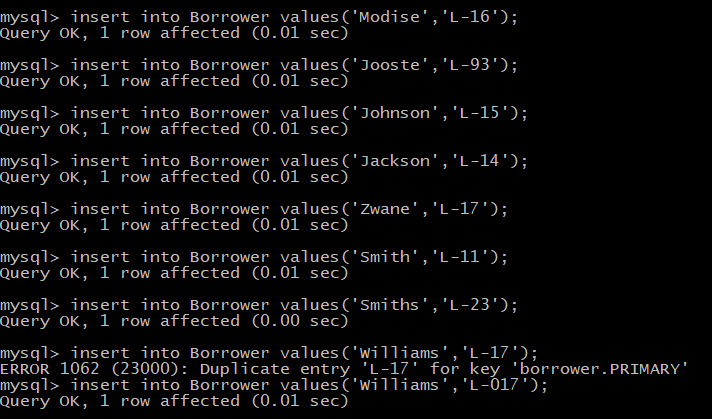 mysql> insert into Borrower values('Modise','L-16');
Query OK, 1 row affected (0.01 sec)
mysql> insert into Borrower values('Jooste','L-93');
Query OK, 1 row affected (0.01 sec)
mysql> insert into Borrower values('Johnson','L-15');
Query OK, 1 row affected (0.01 sec)
mysql> insert into Borrower values('Jackson','L-14');
Query OK, 1 row affected (0.01 sec)
mysql> insert into Borrower values('Zwane','L-17');
Query OK, 1 row affected (0.01 sec)
mysql> insert into Borrower values('Smith','L-11');
Query OK, 1 row affected (0.01 sec)
mysql> insert into Borrower values('Smiths','L-23');
Query OK, 1 row affected (0.00 sec)
mysql> insert into Borrower values('Williams','L-17');
ERROR 1062 (23000): Duplicate entry 'L-17' for key 'borrower.PRIMARY'
mysql> insert into Borrower values('Williams','L-017');
Query OK, 1 row affected (0.01 sec)